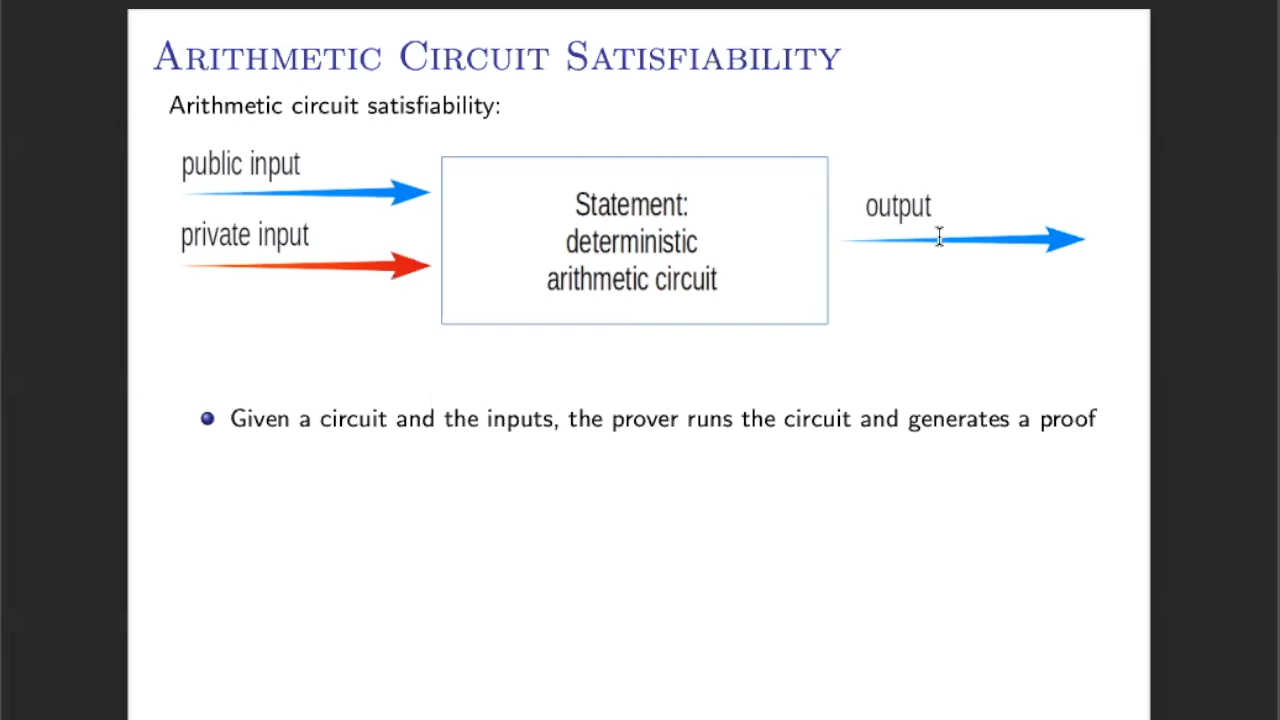 ARITHMETIC CIRCUIT SATISFIABILITY
Arithmetic circuit satisfiability:
public input
private input
Statement:
deterministic
arithmetic circuit
output
Given a circuit and the inputs, the prover runs the circuit and generates a proof